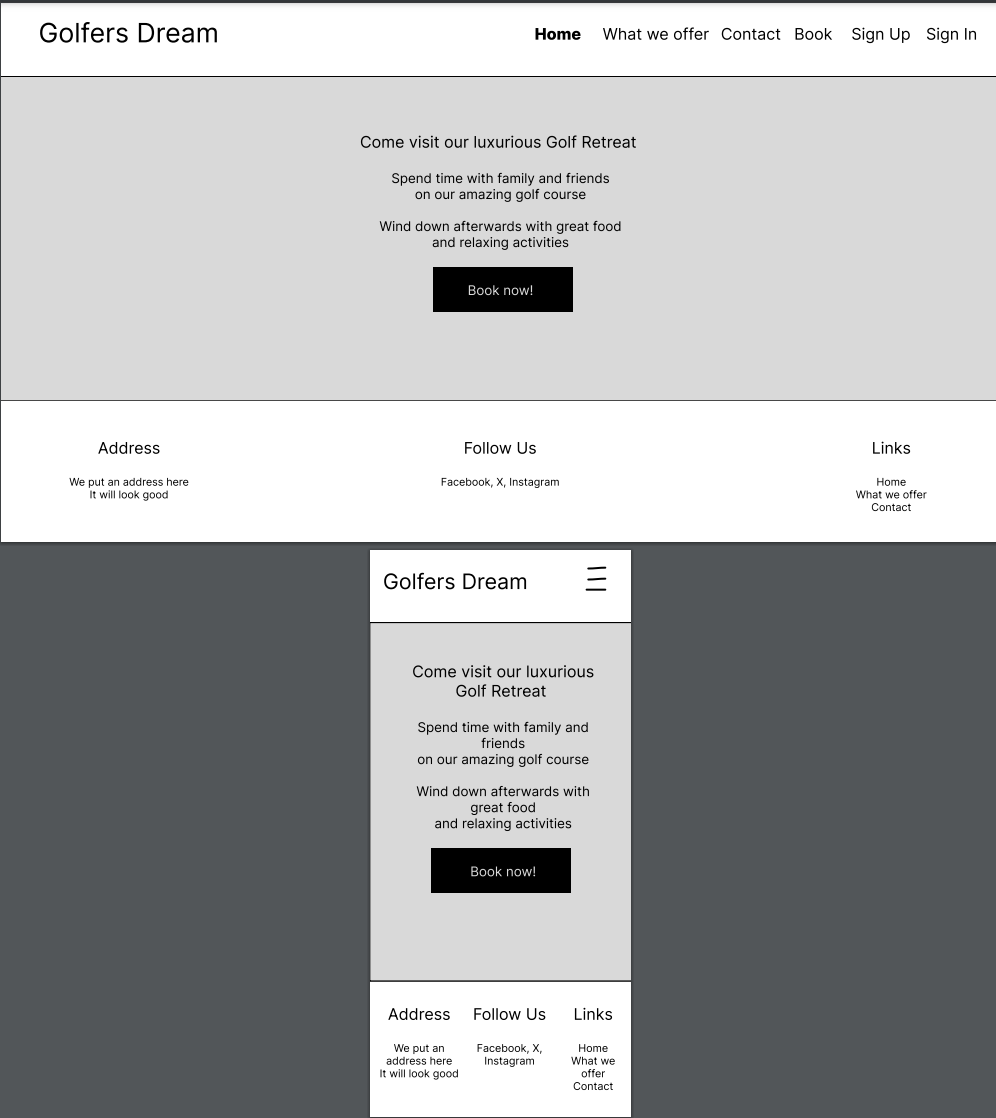 Golfers Dream
Home What we offer Contact Book Sign Up Sign In
Come visit our luxurious Golf Retreat
Spend time with family and friends
on our amazing golf course
Wind down afterwards with great food
and relaxing activities
Book now!
Address
We put an address here
It will look good
Follow Us
Facebook, X, Instagram
Links
Home
What we offer
Contact
Golfers Dream
Come visit our luxurious
Golf Retreat
Spend time with family and
friends
on our amazing golf course
Wind down afterwards with
great food
and relaxing activities
Book now!
Address
We put an
address here
It will look good
Follow Us
Facebook, X,
Instagram
Links
Home
What we
offer
Contact